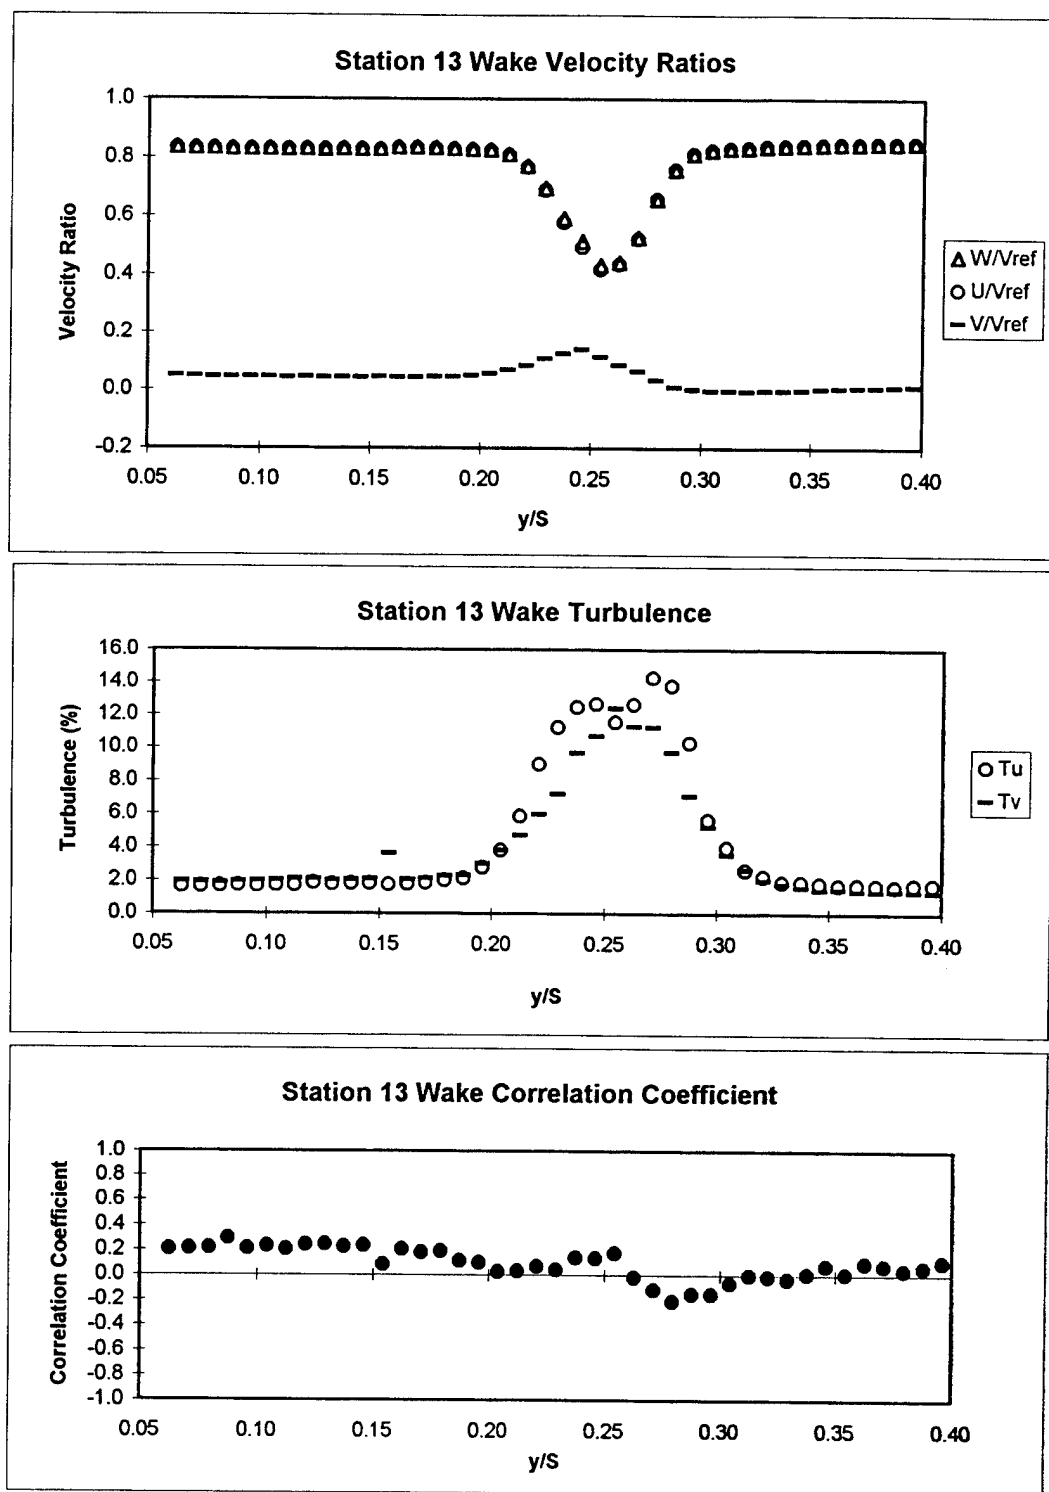 Station 13 Wake Velocity Ratios
1.0
0.8
0.6
0.4
0.2
0.0
-0.2
Velocity Ratio
0.05 0.10 0.15 0.20 0.25 0.30 0.35 0.40
y/S
W/Vref
U/Vref
V/Vref
Station 13 Wake Turbulence
16.0
14.0
12.0
10.0
8.0
6.0
4.0
2.0
0.0
Turbulence (%)
0.05 0.10 0.15 0.20 0.25 0.30 0.35 0.40
y/S
Tu
Tv
Station 13 Wake Correlation Coefficient
1.0
0.8
0.6
0.4
0.2
0.0
-0.2
-0.4
-0.6
-0.8
-1.0
Correlation Coefficient
0.05 0.10 0.15 0.20 0.25 0.30 0.35 0.40
y/S